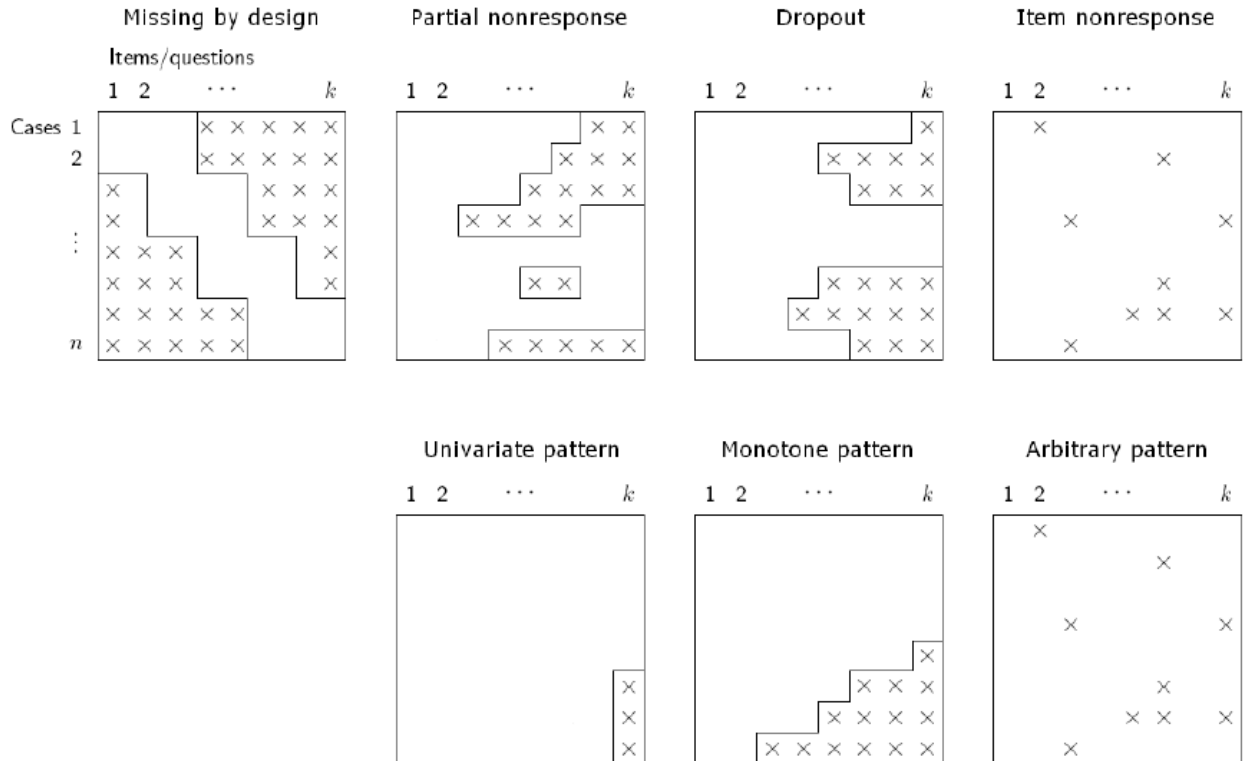 Missing by design Partial nonresponse Dropout Item nonresponse
Items/questions
1 2 ··· k 1 2 ··· k 1 2 ··· k 1 2 ··· k
Cases 1 × × × × × × × × ×
2 × × × × × × × × × × × × ×
× × × × × × × × × × ×
× × × × × × × × × ×
⋮ × × × ×
× × × × × × × × × × ×
× × × × × × × × × × × × ×
n × × × × × × × × × × × × × ×
Univariate pattern Monotone pattern Arbitrary pattern
1 2 ··· k 1 2 ··· k 1 2 ··· k
×
×
× ×
×
× × × × ×
× × × × × × × ×
× × × × × × × ×